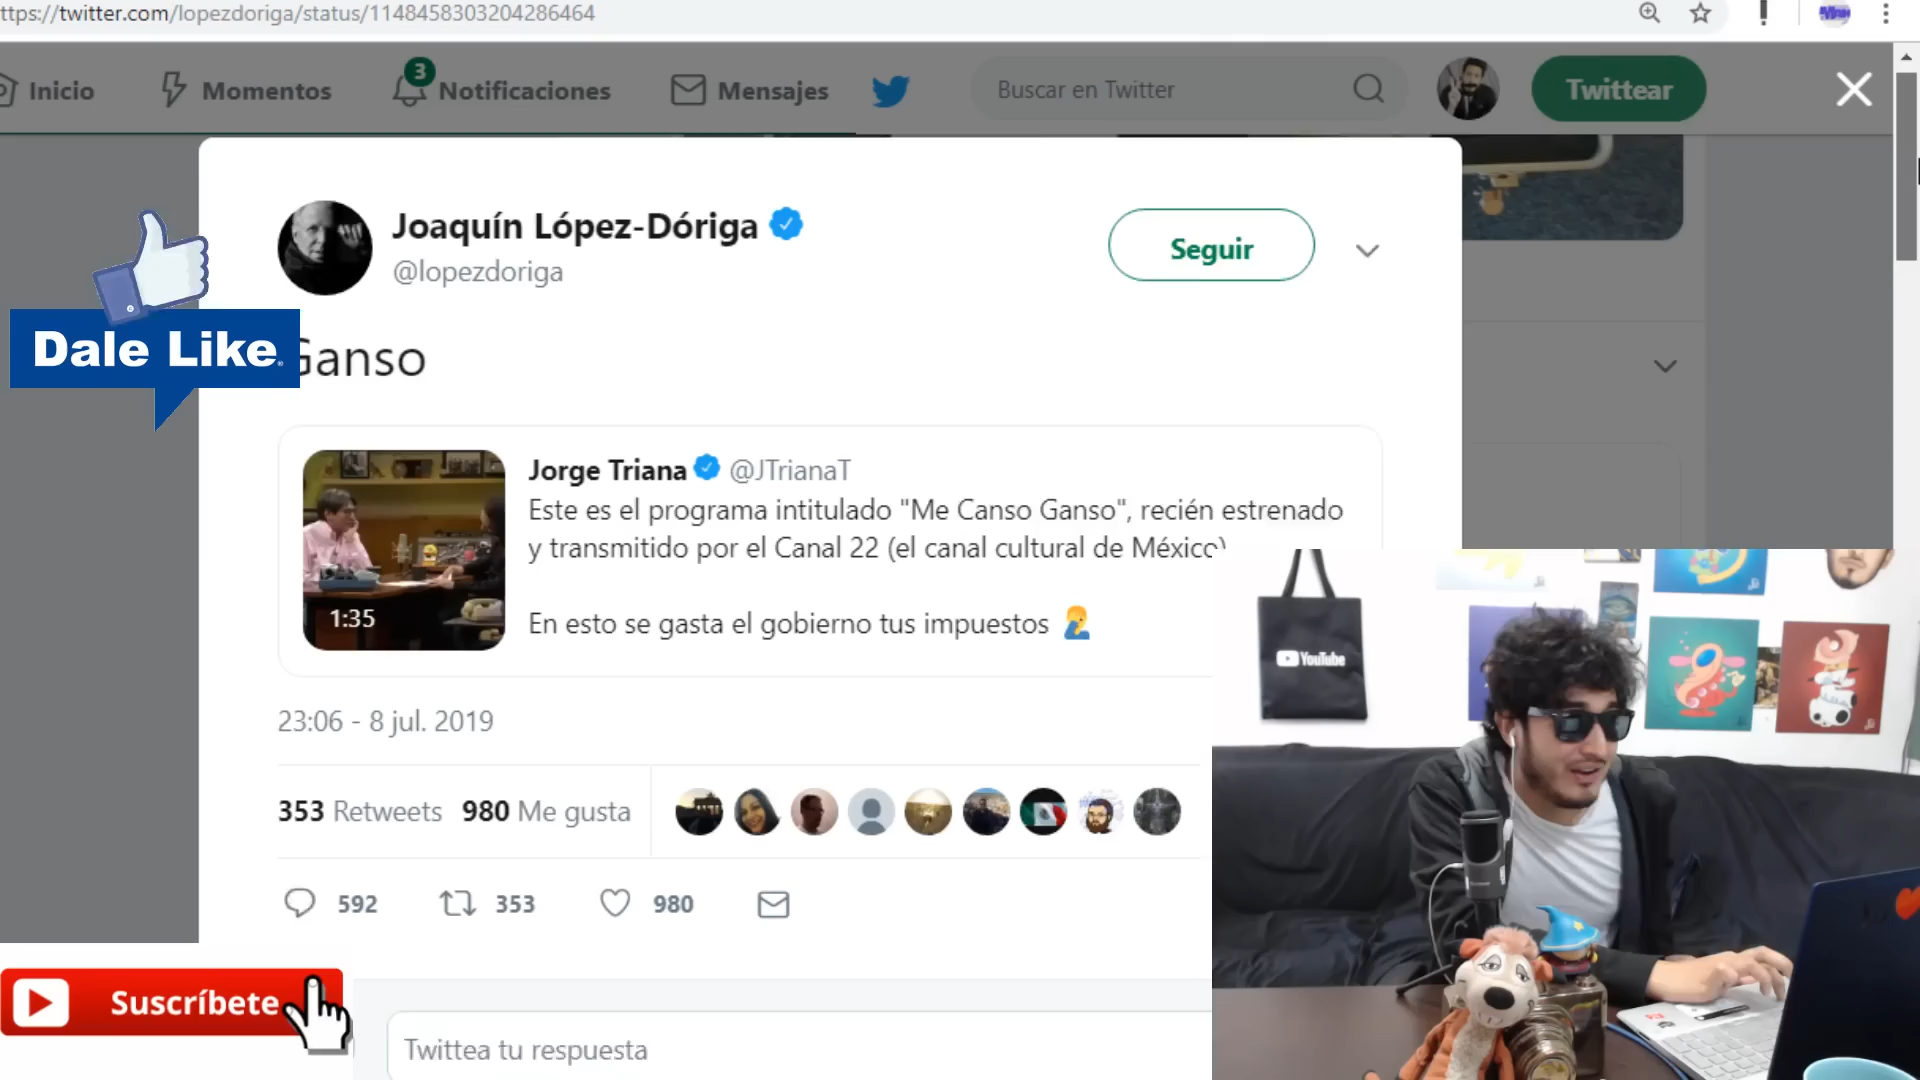 ttps://twitter.com/lopezdoriga/status/1148458303204286464
Inicio
Momentos
3
Notificaciones
Mensajes
Buscar en Twitter
Twittear
Joaquín López-Dóriga
@lopezdoriga
Seguir
Dale Like
Ganso
Jorge Triana @JTrianaT
Este es el programa intitulado "Me Canso Ganso", recién estrenado
y transmitido por el Canal 22 (el canal cultural de México)
1:35
En esto se gasta el gobierno tus impuestos
YouTube
23:06 - 8 jul. 2019
353 Retweets 980 Me gusta
592
353
980
Suscríbete
Twittea tu respuesta